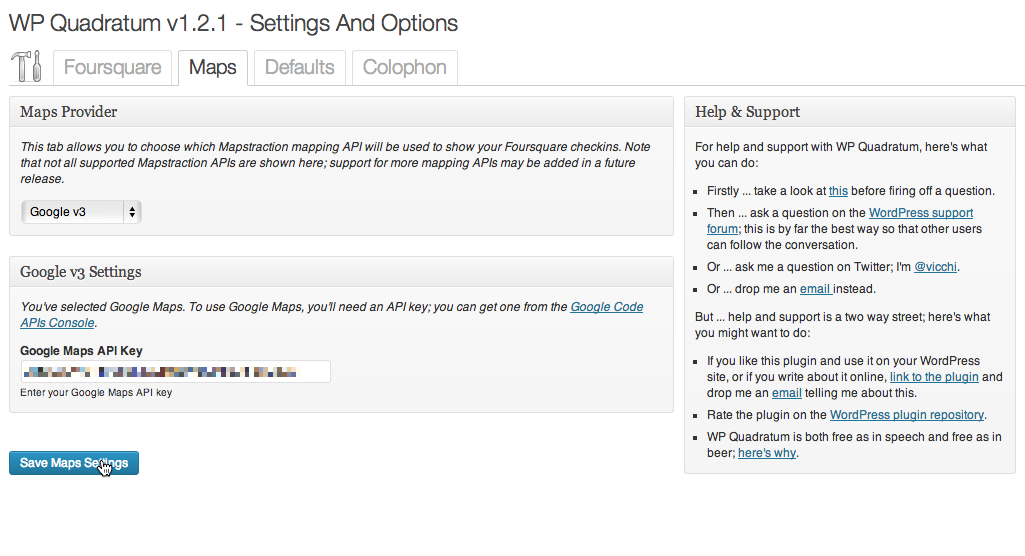 WP Quadratum v1.2.1 - Settings And Options
Foursquare
Maps
Defaults
Colophon
Maps Provider
This tab allows you to choose which Mapstraction mapping API will be used to show your Foursquare checkins. Note
that not all supported Mapstraction APIs are shown here; support for more mapping APIs may be added in a future
release.
Google v3
Google v3 Settings
You've selected Google Maps. To use Google Maps, you'll need an API key; you can get one from the Google Code
APIs Console.
Google Maps API Key
Enter your Google Maps API key
Save Maps Settings
Help & Support
For help and support with WP Quadratum, here's what
you can do:
Firstly ... take a look at this before firing off a question.
Then ... ask a question on the WordPress support
forum; this is by far the best way so that other users
can follow the conversation.
Or ... ask me a question on Twitter; I'm @vicchi.
Or ... drop me an email instead.
But ... help and support is a two way street; here's what
you might want to do:
If you like this plugin and use it on your WordPress
site, or if you write about it online, link to the plugin and
drop me an email telling me about this.
Rate the plugin on the WordPress plugin repository.
WP Quadratum is both free as in speech and free as in
beer; here's why.